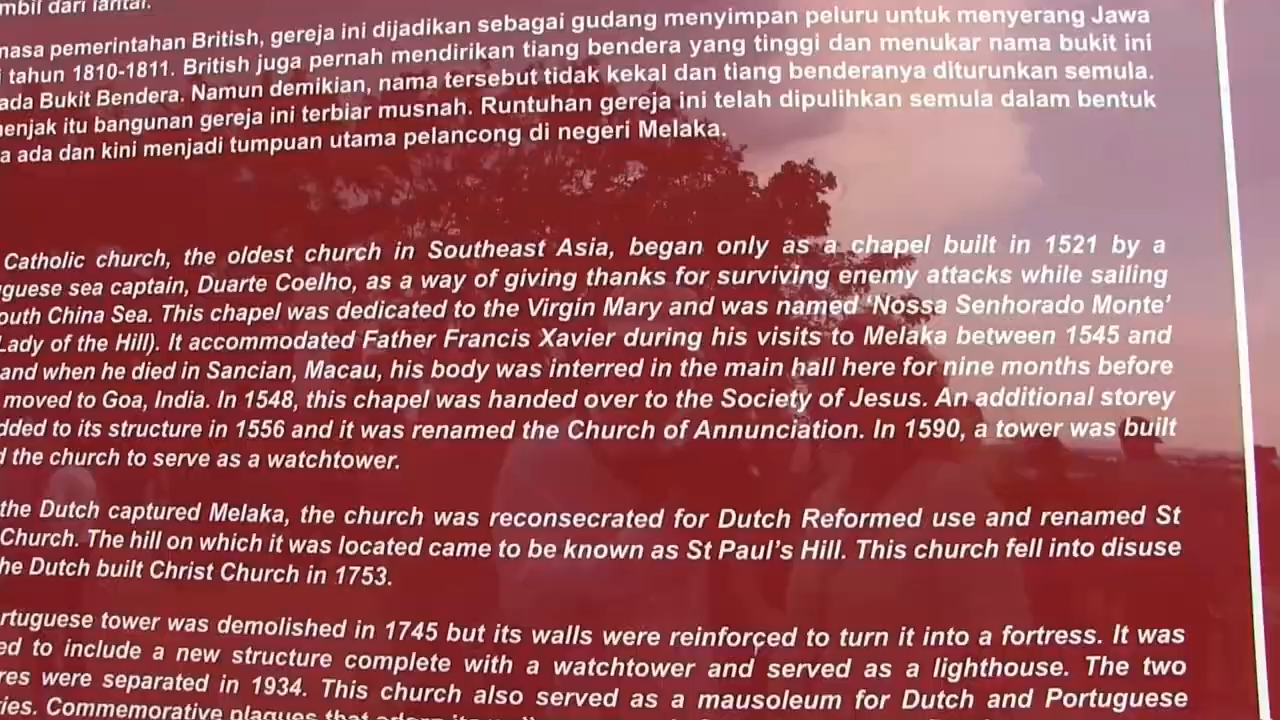 mbil dari lantai.
masa pemerintahan British, gereja ini dijadikan sebagai gudang menyimpan peluru untuk menyerang Jawa
i tahun 1810-1811. British juga pernah mendirikan tiang bendera yang tinggi dan menukar nama bukit ini
ada Bukit Bendera. Namun demikian, nama tersebut tidak kekal dan tiang benderanya diturunkan semula.
enjak itu bangunan gereja ini terbiar musnah. Runtuhan gereja ini telah dipulihkan semula dalam bentuk
a ada dan kini menjadi tumpuan utama pelancong di negeri Melaka.
Catholic church, the oldest church in Southeast Asia, began only as a chapel built in 1521 by a
guese sea captain, Duarte Coelho, as a way of giving thanks for surviving enemy attacks while sailing
outh China Sea. This chapel was dedicated to the Virgin Mary and was named ‘Nossa Senhorado Monte’
Lady of the Hill). It accommodated Father Francis Xavier during his visits to Melaka between 1545 and
and when he died in Sancian, Macau, his body was interred in the main hall here for nine months before
moved to Goa, India. In 1548, this chapel was handed over to the Society of Jesus. An additional storey
dded to its structure in 1556 and it was renamed the Church of Annunciation. In 1590, a tower was built
d the church to serve as a watchtower.
the Dutch captured Melaka, the church was reconsecrated for Dutch Reformed use and renamed St
Church. The hill on which it was located came to be known as St Paul’s Hill. This church fell into disuse
he Dutch built Christ Church in 1753.
rtuguese tower was demolished in 1745 but its walls were reinforced to turn it into a fortress. It was
ed to include a new structure complete with a watchtower and served as a lighthouse. The two
res were separated in 1934. This church also served as a mausoleum for Dutch and Portuguese
ries. Commemorative plaques that adorn its